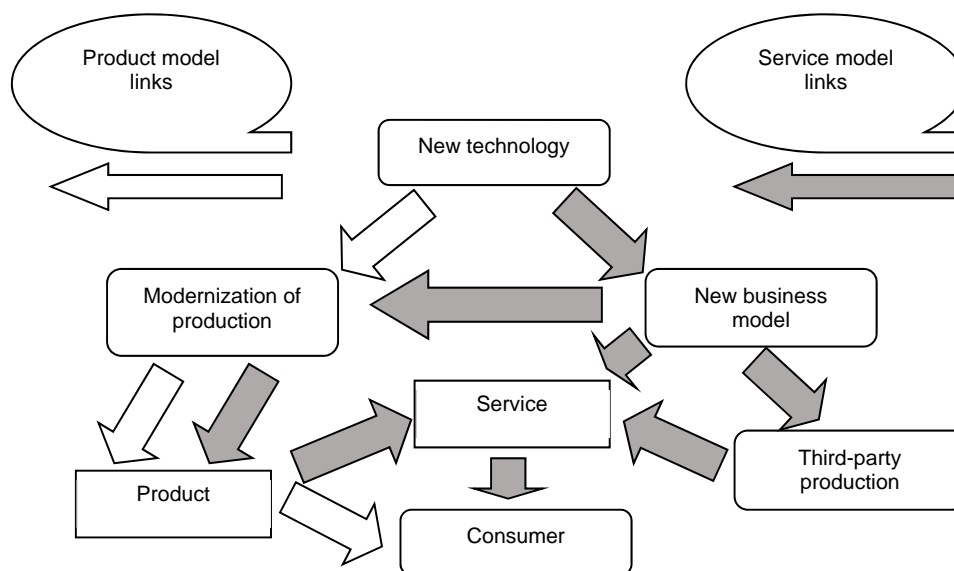 Product model
links
Service model
links
New technology
Modernization of
production
New business
model
Service
Third-party
production
Product
Consumer